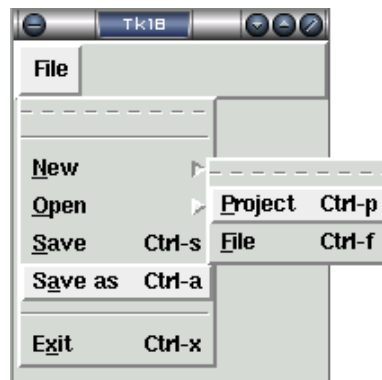 Tk18
File
New
Open
Project Ctrl-p
Save Ctrl-s
File Ctrl-f
Save as Ctrl-a
Exit Ctrl-x